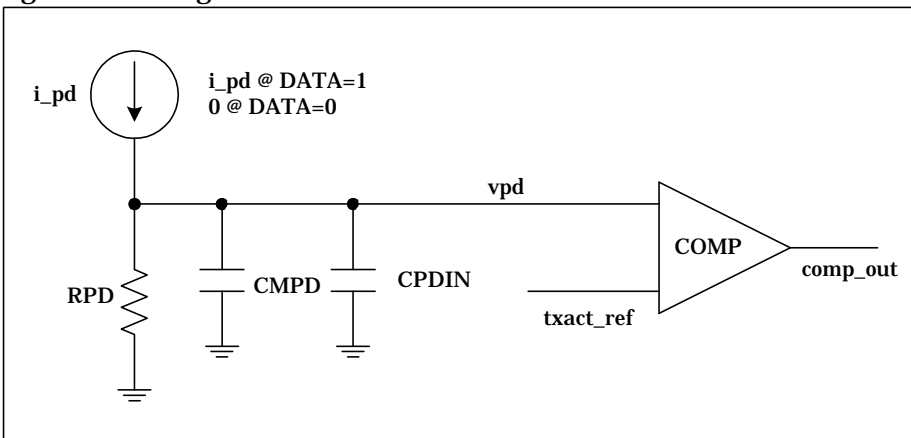 i_pd
i_pd @ DATA=1
0 @ DATA=0
vpd
COMP
comp_out
RPD
CMPD
CPDIN
txact_ref